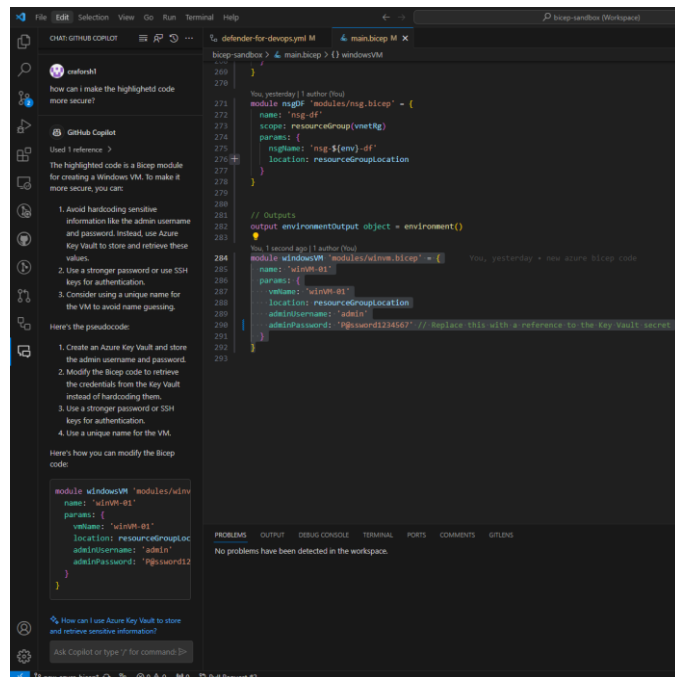 File Edit Selection View Go Run Terminal Help
bicep-sandbox (Workspace)
CHAT: GITHUB COPILOT
defender-for-devops.yml M
main.bicep M
bicep-sandbox > main.bicep > {} windowsVM
craforsh1
how can i make the highlighetd code
more secure?
GitHub Copilot
Used 1 reference >
The highlighted code is a Bicep module
for creating a Windows VM. To make it
more secure, you can:
1. Avoid hardcoding sensitive
information like the admin username
and password. Instead, use Azure
Key Vault to store and retrieve these
values.
2. Use a stronger password or use SSH
keys for authentication.
3. Consider using a unique name for
the VM to avoid name guessing.
Here's the pseudocode:
1. Create an Azure Key Vault and store
the admin username and password.
2. Modify the Bicep code to retrieve
the credentials from the Key Vault
instead of hardcoding them.
3. Use a stronger password or SSH
keys for authentication.
4. Use a unique name for the VM.
Here's how you can modify the Bicep
code:
module windowsVM 'modules/winv
name: 'winVM-01'
params: {
vmName: 'winVM-01'
location: resourceGroupLoc
adminUsername: 'admin'
adminPassword: 'P@ssword12
}
}
How can I use Azure Key Vault to store
and retrieve sensitive information?
Ask Copilot or type '/' for commands
269 }
270
You, yesterday | 1 author (You)
271 module nsgDF 'modules/nsg.bicep' = {
272 name: 'nsg-df'
273 scope: resourceGroup(vnetRg)
274 params: {
275 nsgName: 'nsg-${env}-df'
276 location: resourceGroupLocation
277 }
278 }
279
280
281 // Outputs
282 output environmentOutput object = environment()
283
You, 1 second ago | 1 author (You)
284 module windowsVM 'modules/winvm.bicep' = { You, yesterday • new azure bicep code
285 name: 'winVM-01'
286 params: {
287 vmName: 'winVM-01'
288 location: resourceGroupLocation
289 adminUsername: 'admin'
290 adminPassword: 'P@ssword1234567' // Replace this with a reference to the Key Vault secret
291 }
292 }
293
PROBLEMS OUTPUT DEBUG CONSOLE TERMINAL PORTS COMMENTS GITLENS
No problems have been detected in the workspace.